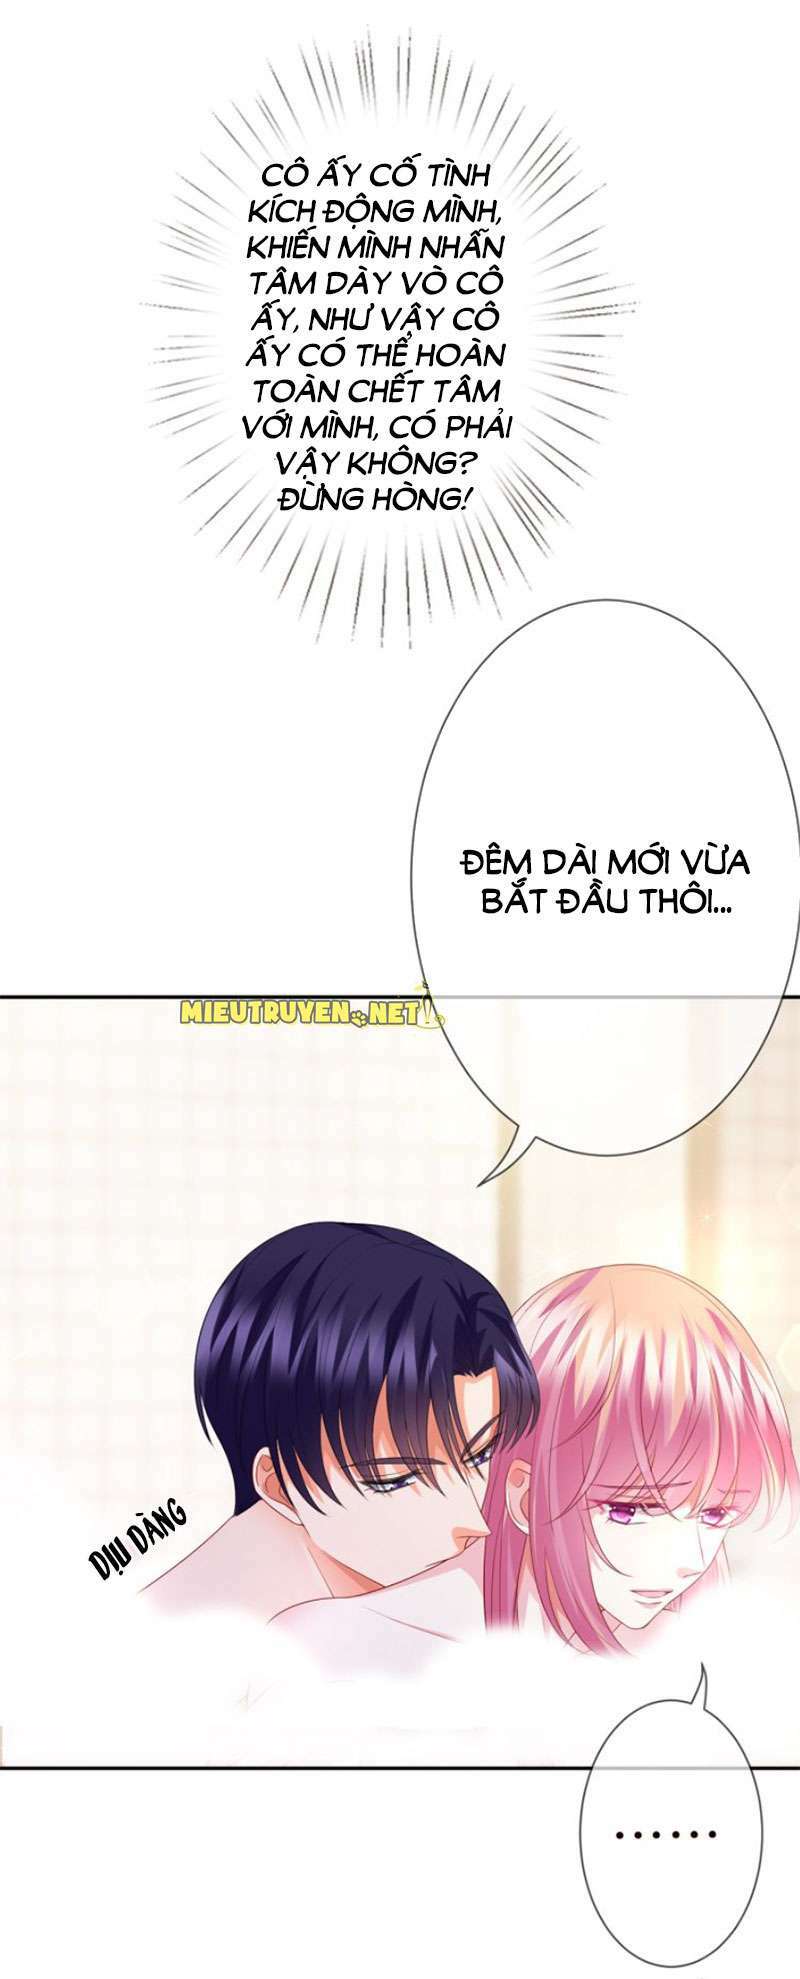 CÔ ẤY CỐ TÌNH
KÍCH ĐỘNG MÌNH,
KHIẾN MÌNH NHẪN
TÂM DÀY VÒ CÔ
ẤY, NHƯ VẬY CÔ
ẤY CÓ THỂ HOÀN
TOÀN CHẾT TÂM
VỚI MÌNH, CÓ PHẢI
VẬY KHÔNG?
ĐỪNG HÒNG!
ĐÊM DÀI MỚI VỪA
BẮT ĐẦU THÔI...
MIEUTRUYEN.NET
DỊU DÀNG
......